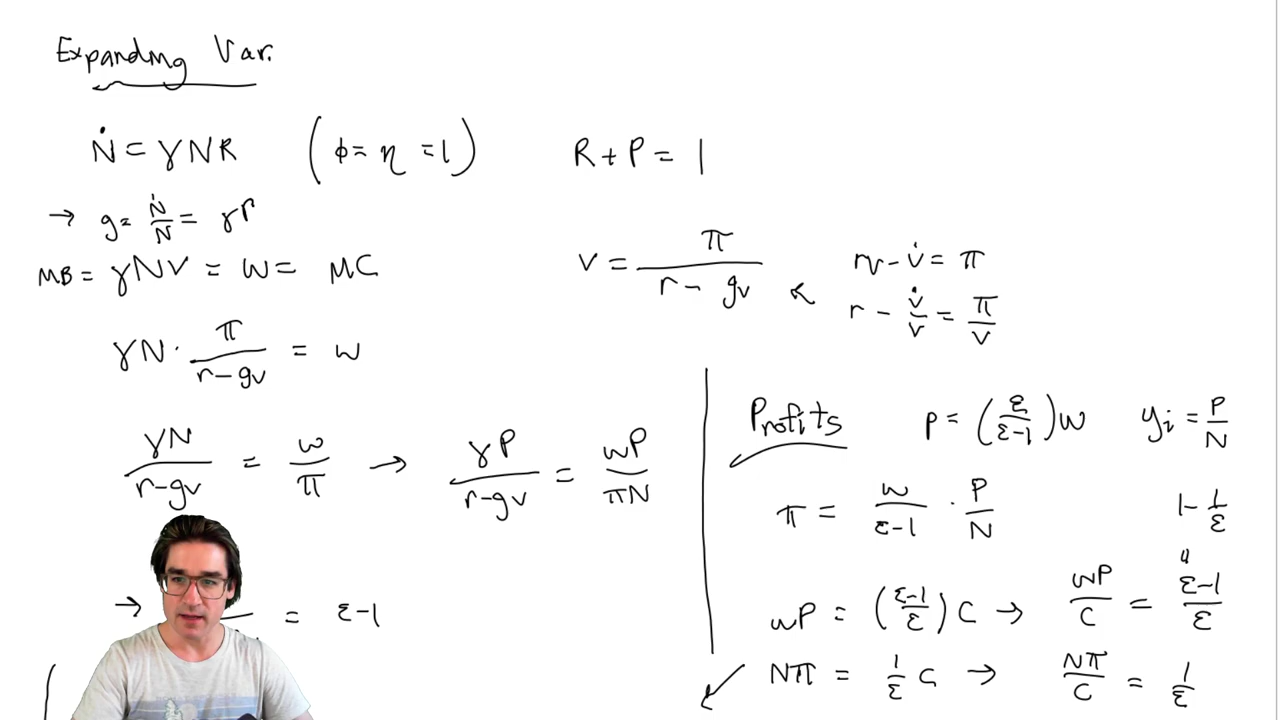 Expanding Var.
Ṅ = γNR (φ = η = 1) R + P = 1
→ g = Ṅ/N = γR
MB = γNV = w = MC
v = π/(r - gv) < rv - v̇ = π
r - v̇/v = π/v
γN · π/(r - gv) = w
γN/(r - gv) = w/π → γP/(r - gv) = wP/πN
→ = ε-1
Profits p = (ε/(ε-1))w yi = P/N
π = w/(ε-1) · P/N 1 - 1/ε
"
wP = ((ε-1)/ε)C → wP/C = (ε-1)/ε
Nπ = 1/ε C → Nπ/C = 1/ε